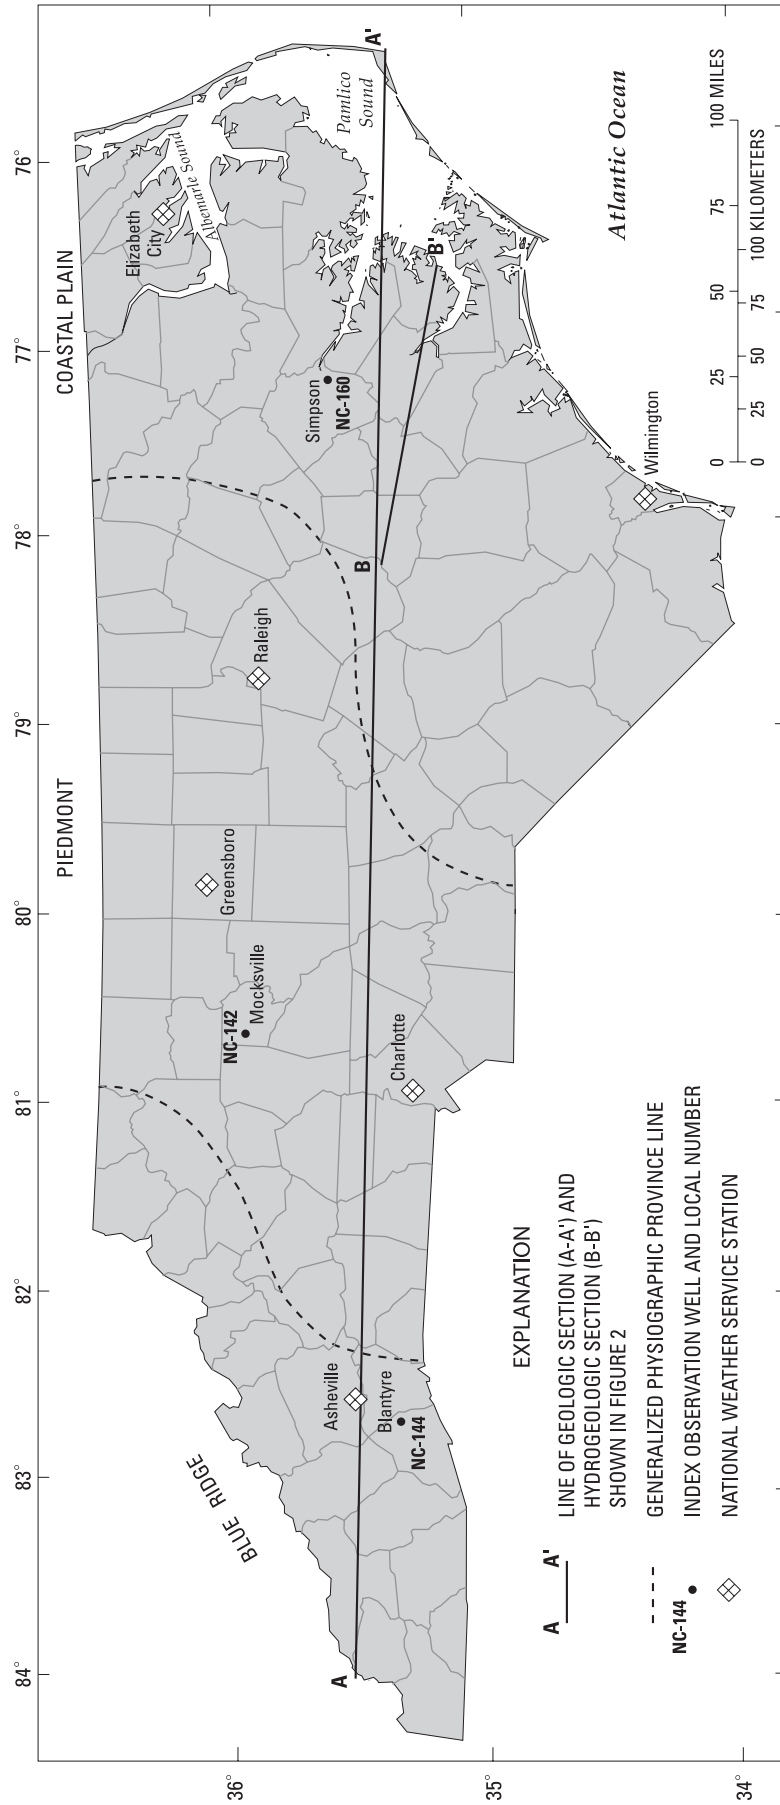 84°
83°
82°
81°
80°
79°
78°
77°
76°
36°
35°
34°
BLUE RIDGE
PIEDMONT
COASTAL PLAIN
Elizabeth
City
Albemarle Sound
Pamlico
Sound
Greensboro
Raleigh
NC-142
Mocksville
Simpson
NC-160
Asheville
Blantyre
NC-144
Charlotte
A
A'
B
B'
Wilmington
Atlantic Ocean
EXPLANATION
A A' LINE OF GEOLOGIC SECTION (A-A') AND
HYDROGEOLOGIC SECTION (B-B')
SHOWN IN FIGURE 2
GENERALIZED PHYSIOGRAPHIC PROVINCE LINE
NC-144 INDEX OBSERVATION WELL AND LOCAL NUMBER
NATIONAL WEATHER SERVICE STATION
0 25 50 75 100 MILES
0 25 50 75 100 KILOMETERS